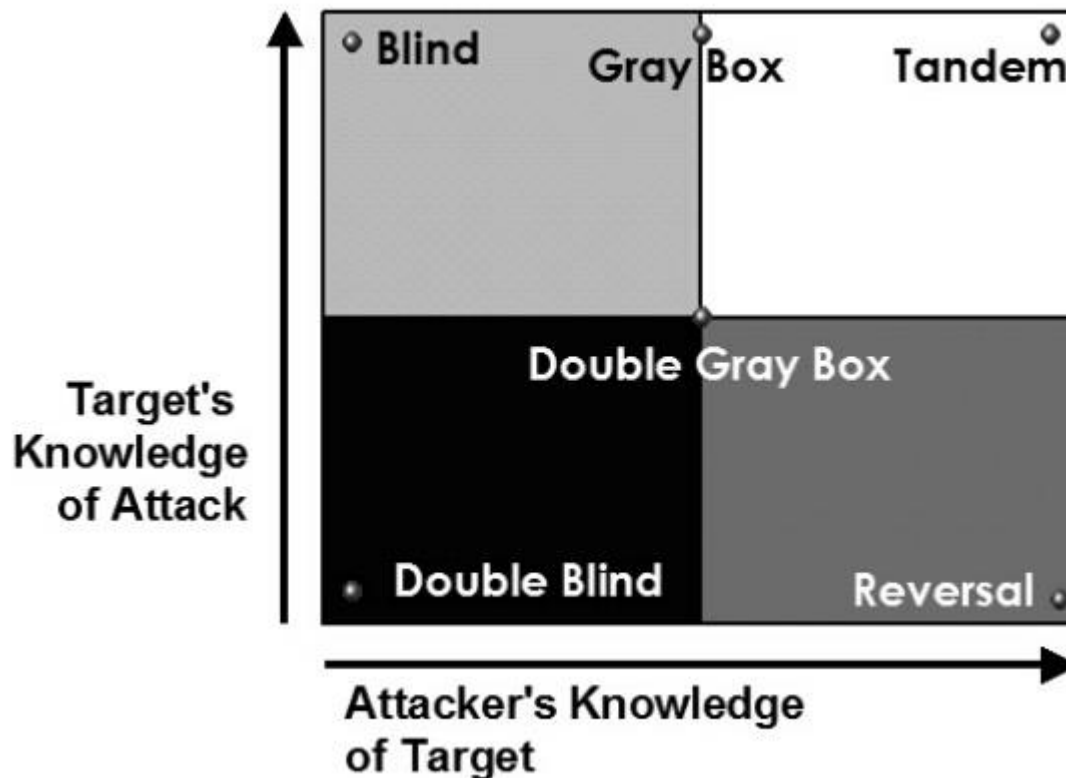 Blind
Gray Box
Tandem
Double Gray Box
Target's
Knowledge
of Attack
Double Blind
Reversal
Attacker's Knowledge
of Target